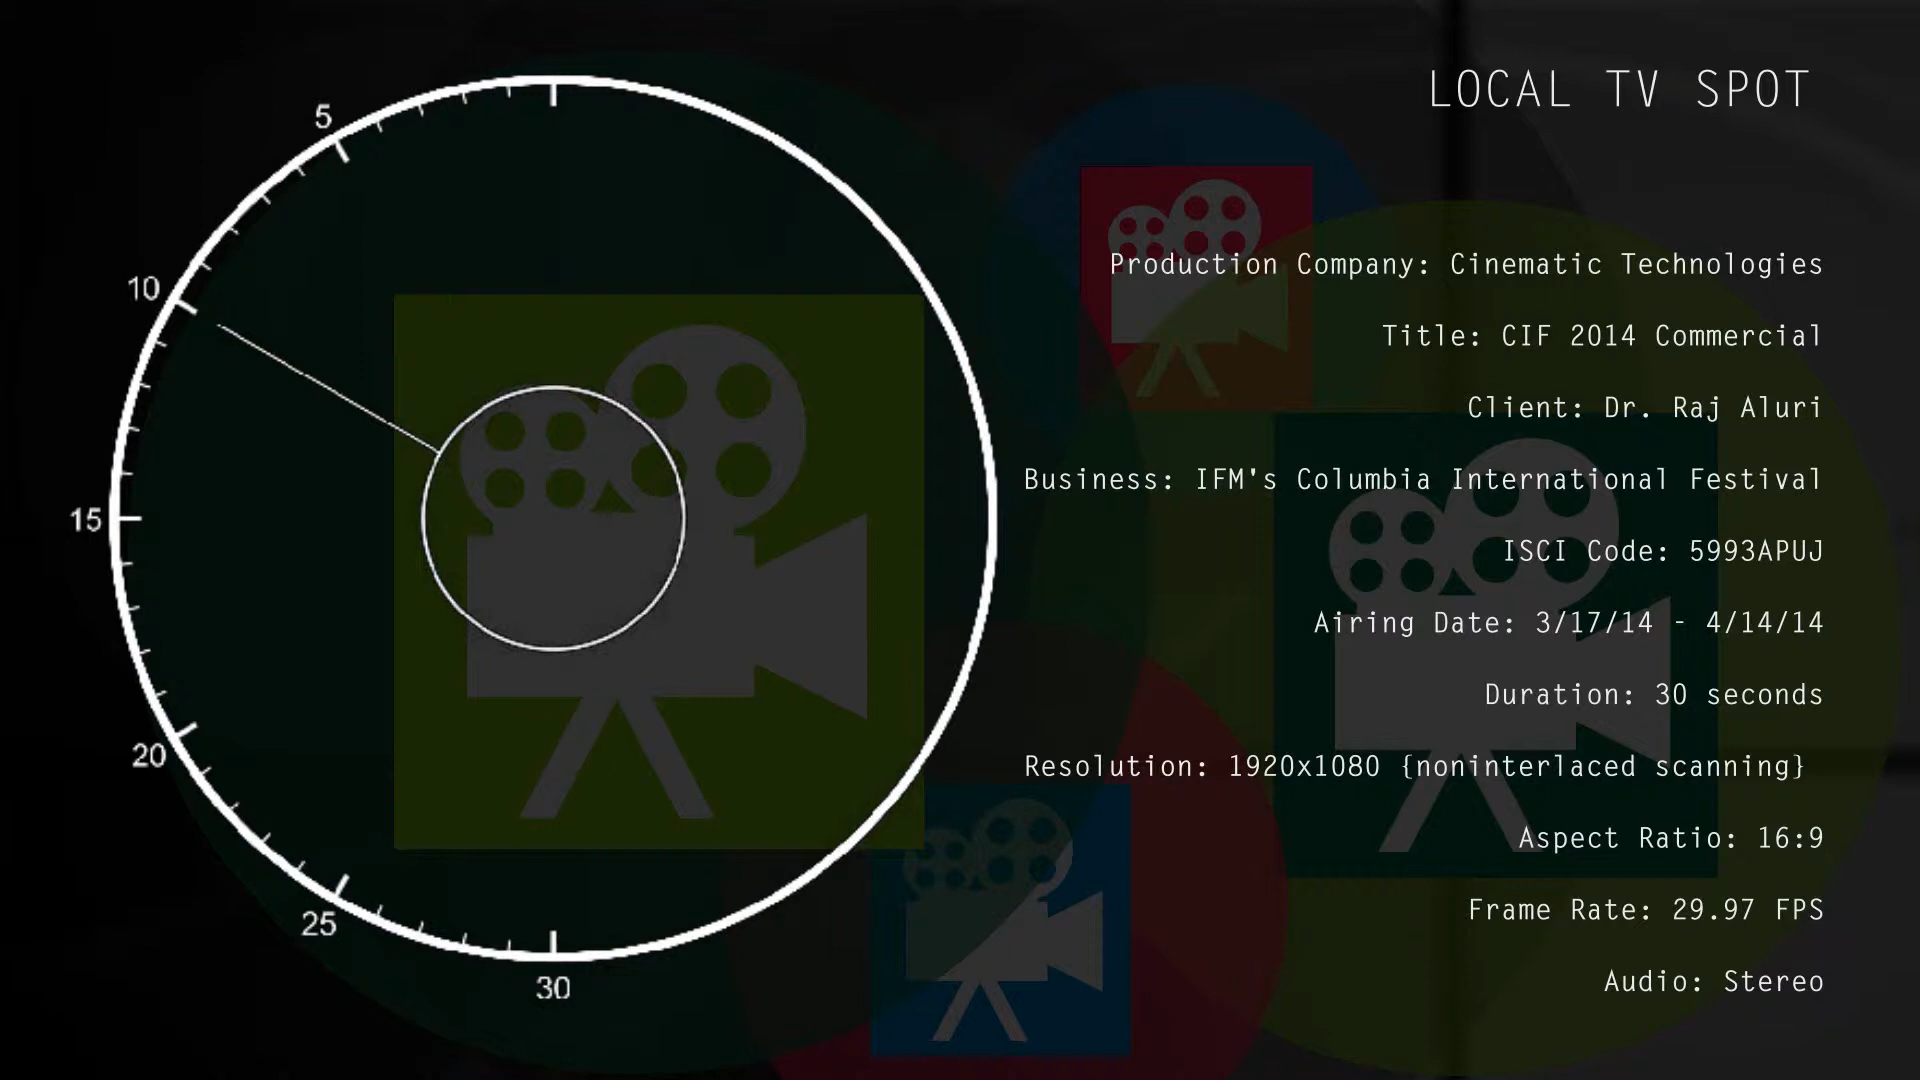 LOCAL TV SPOT
5
10
15
20
25
30
Production Company: Cinematic Technologies
Title: CIF 2014 Commercial
Client: Dr. Raj Aluri
Business: IFM's Columbia International Festival
ISCI Code: 5993APUJ
Airing Date: 3/17/14 - 4/14/14
Duration: 30 seconds
Resolution: 1920x1080 {noninterlaced scanning}
Aspect Ratio: 16:9
Frame Rate: 29.97 FPS
Audio: Stereo